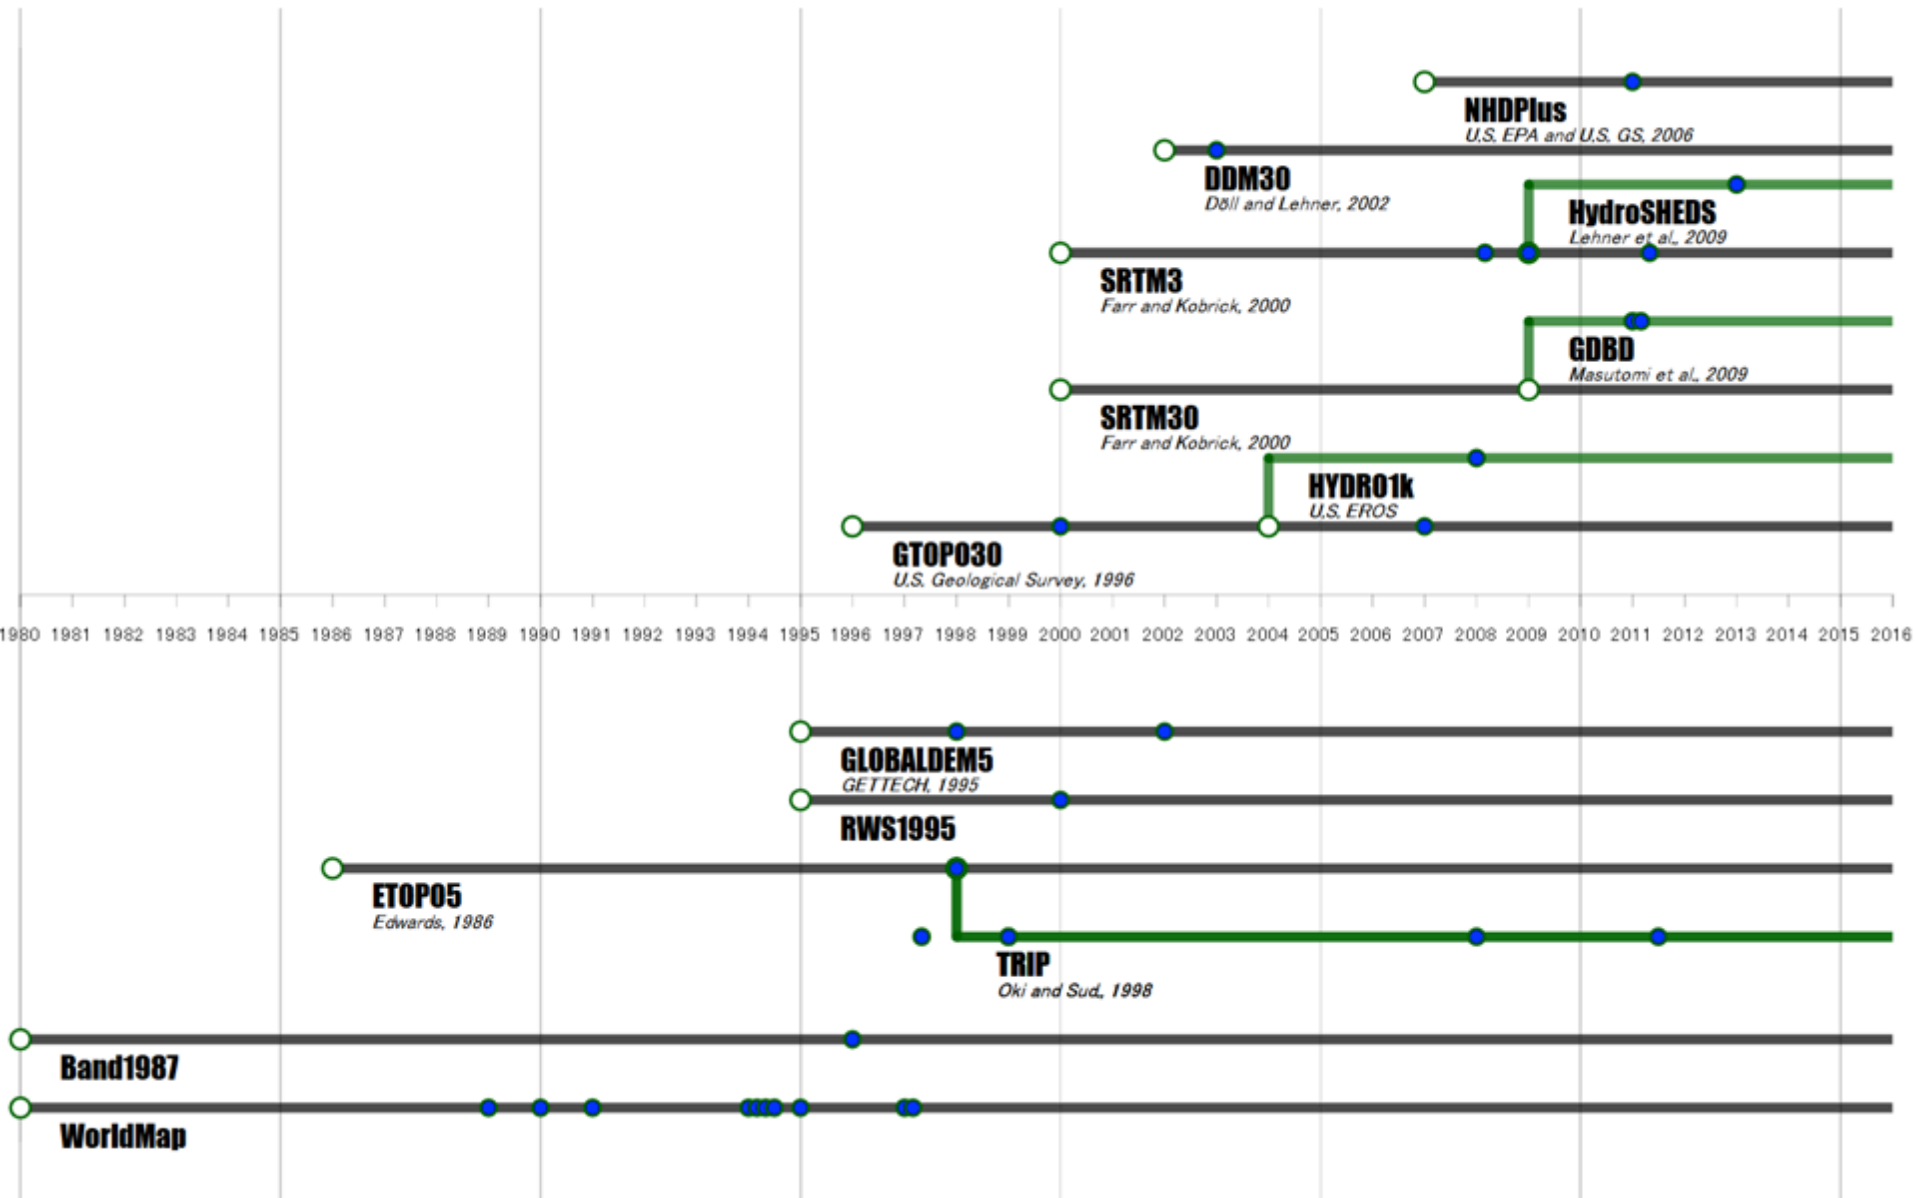 NHDPlus
U.S. EPA and U.S. GS, 2006
DDM30
Döll and Lehner, 2002
HydroSHEDS
Lehner et al., 2009
SRTM3
Farr and Kobrick, 2000
GDBD
Masutomi et al., 2009
SRTM30
Farr and Kobrick, 2000
HYDRO1k
U.S. EROS
GTOPO30
U.S. Geological Survey, 1996
1980 1981 1982 1983 1984 1985 1986 1987 1988 1989 1990 1991 1992 1993 1994 1995 1996 1997 1998 1999 2000 2001 2002 2003 2004 2005 2006 2007 2008 2009 2010 2011 2012 2013 2014 2015 2016
GLOBALDEM5
GETTECH, 1995
RWS1995
ETOPO5
Edwards, 1986
TRIP
Oki and Sud,, 1998
Band1987
WorldMap